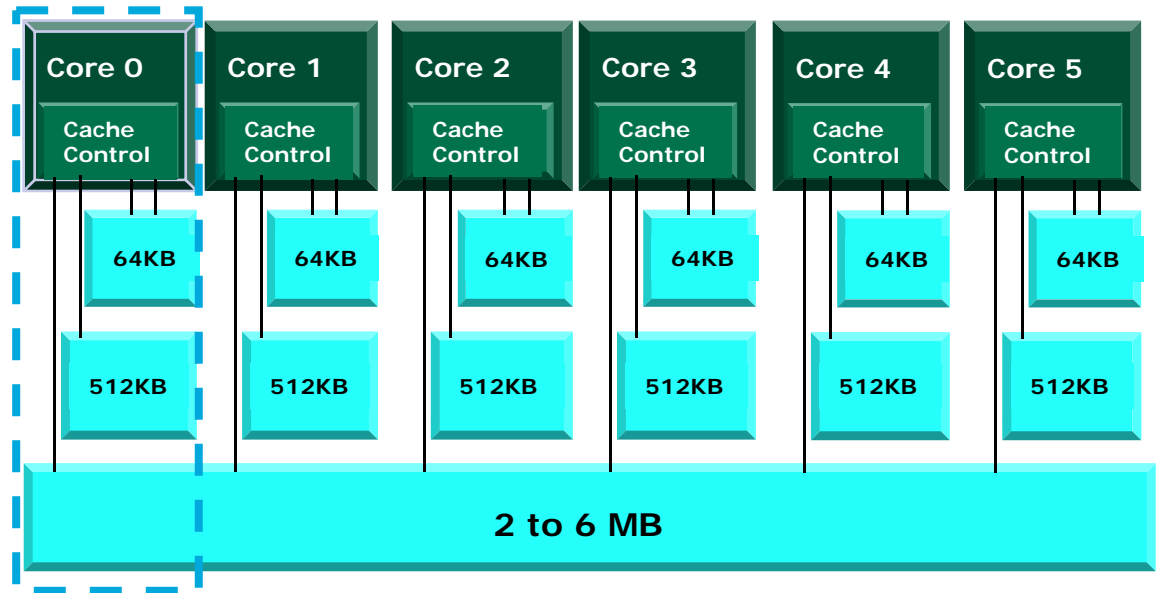 Core 0
Core 1
Core 2
Core 3
Core 4
Core 5
Cache
Control
Cache
Control
Cache
Control
Cache
Control
Cache
Control
Cache
Control
64KB
64KB
64KB
64KB
64KB
64KB
512KB
512KB
512KB
512KB
512KB
512KB
2 to 6 MB